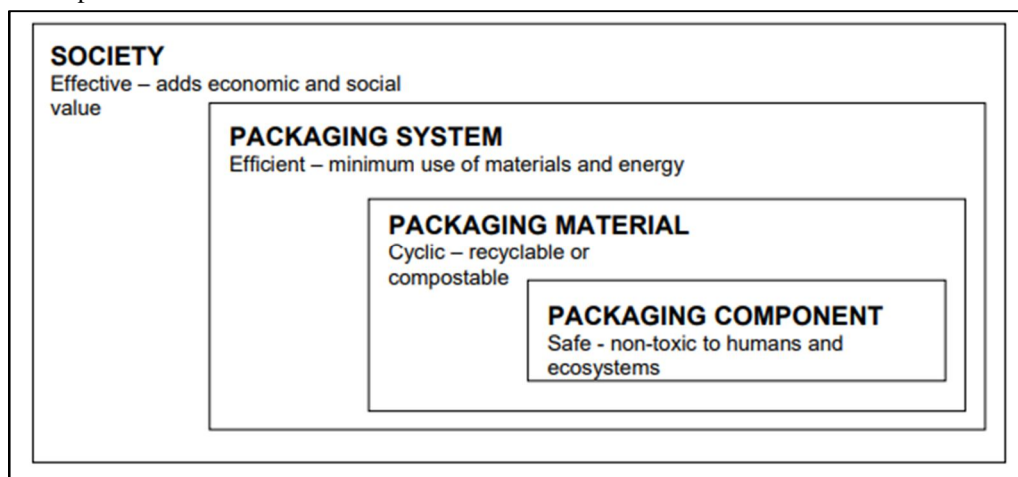 SOCIETY
Effective – adds economic and social
value
PACKAGING SYSTEM
Efficient – minimum use of materials and energy
PACKAGING MATERIAL
Cyclic – recyclable or
compostable
PACKAGING COMPONENT
Safe - non-toxic to humans and
ecosystems